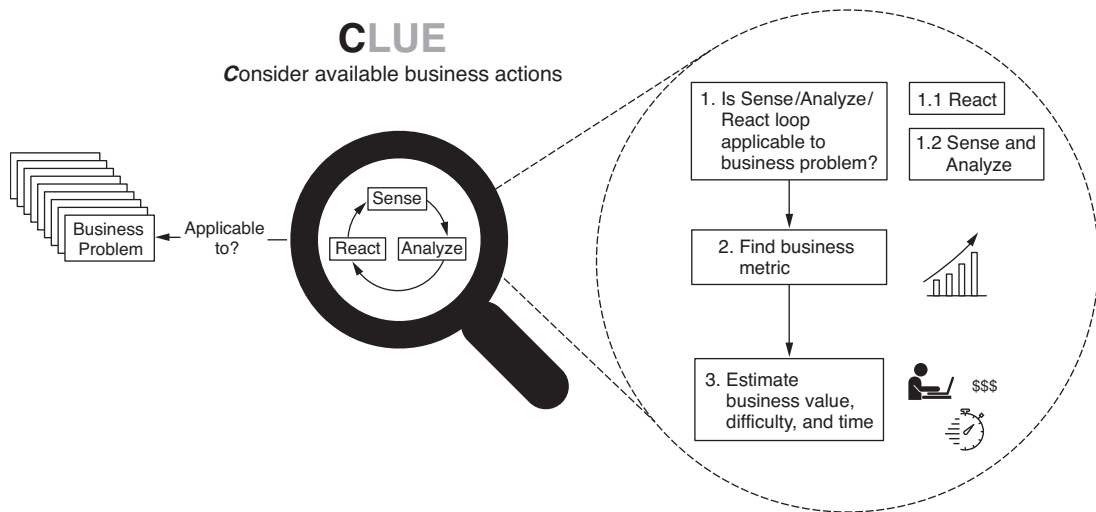 CLUE
Consider available business actions
Business
Problem
Applicable
to?
Sense
React
Analyze
1. Is Sense/Analyze/
React loop
applicable to
business problem?
1.1 React
1.2 Sense and
Analyze
2. Find business
metric
3. Estimate
business value,
difficulty, and time
$$$